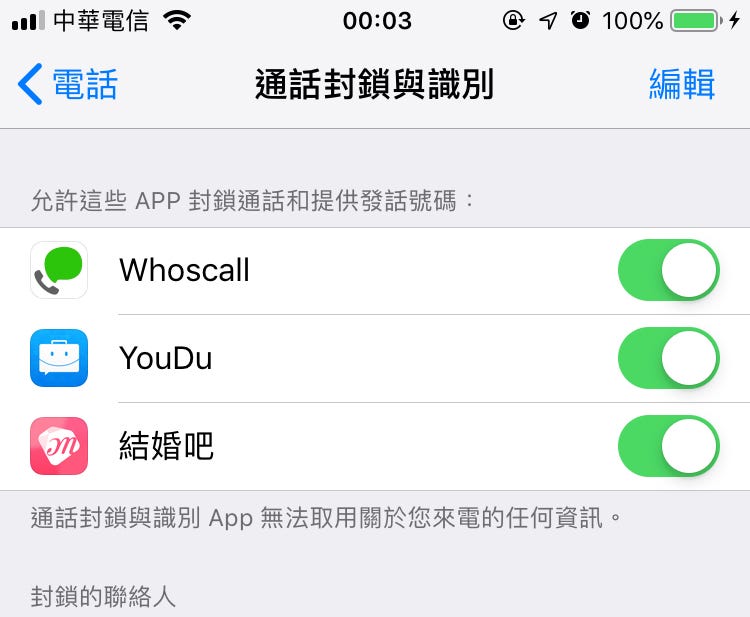 中華電信 00:03 100%
電話 通話封鎖與識別 編輯
允許這些 APP 封鎖通話和提供發話號碼：
Whoscall
YouDu
結婚吧
通話封鎖與識別 App 無法取用關於您來電的任何資訊。
封鎖的聯絡人